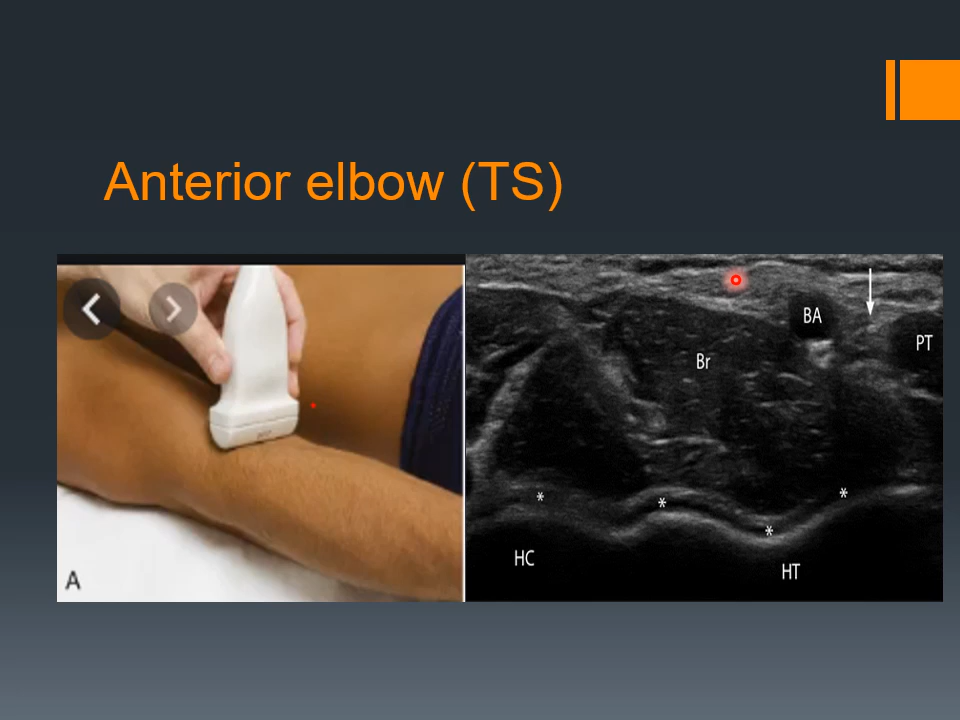 Anterior elbow (TS)
BA
PT
Br
*
*
*
*
HC
HT
A